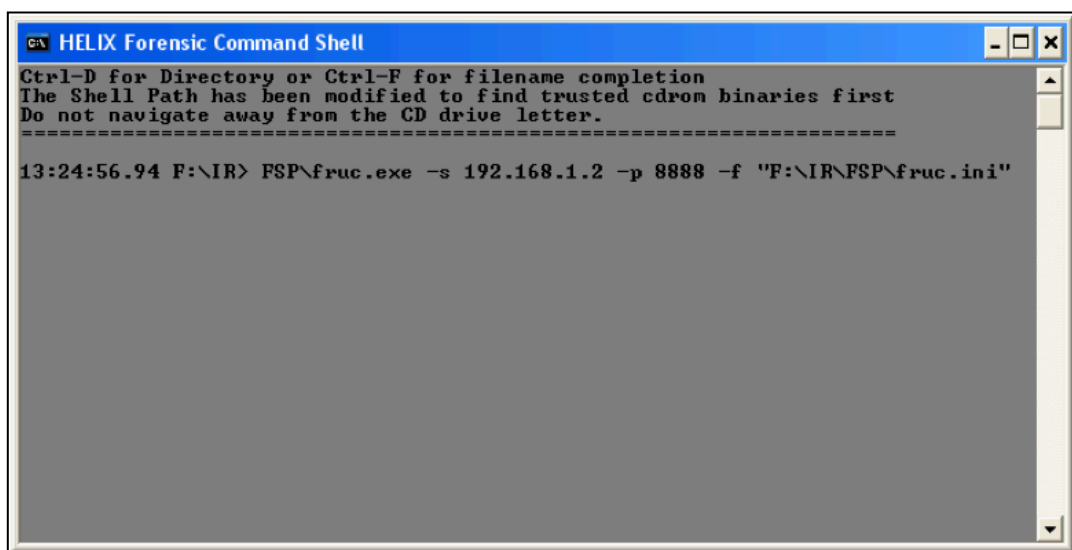 HELIX Forensic Command Shell
Ctrl-D for Directory or Ctrl-F for filename completion
The Shell Path has been modified to find trusted cdrom binaries first
Do not navigate away from the CD drive letter.
=====================================================================
13:24:56.94 F:\IR> FSP\fruc.exe -s 192.168.1.2 -p 8888 -f "F:\IR\FSP\fruc.ini"